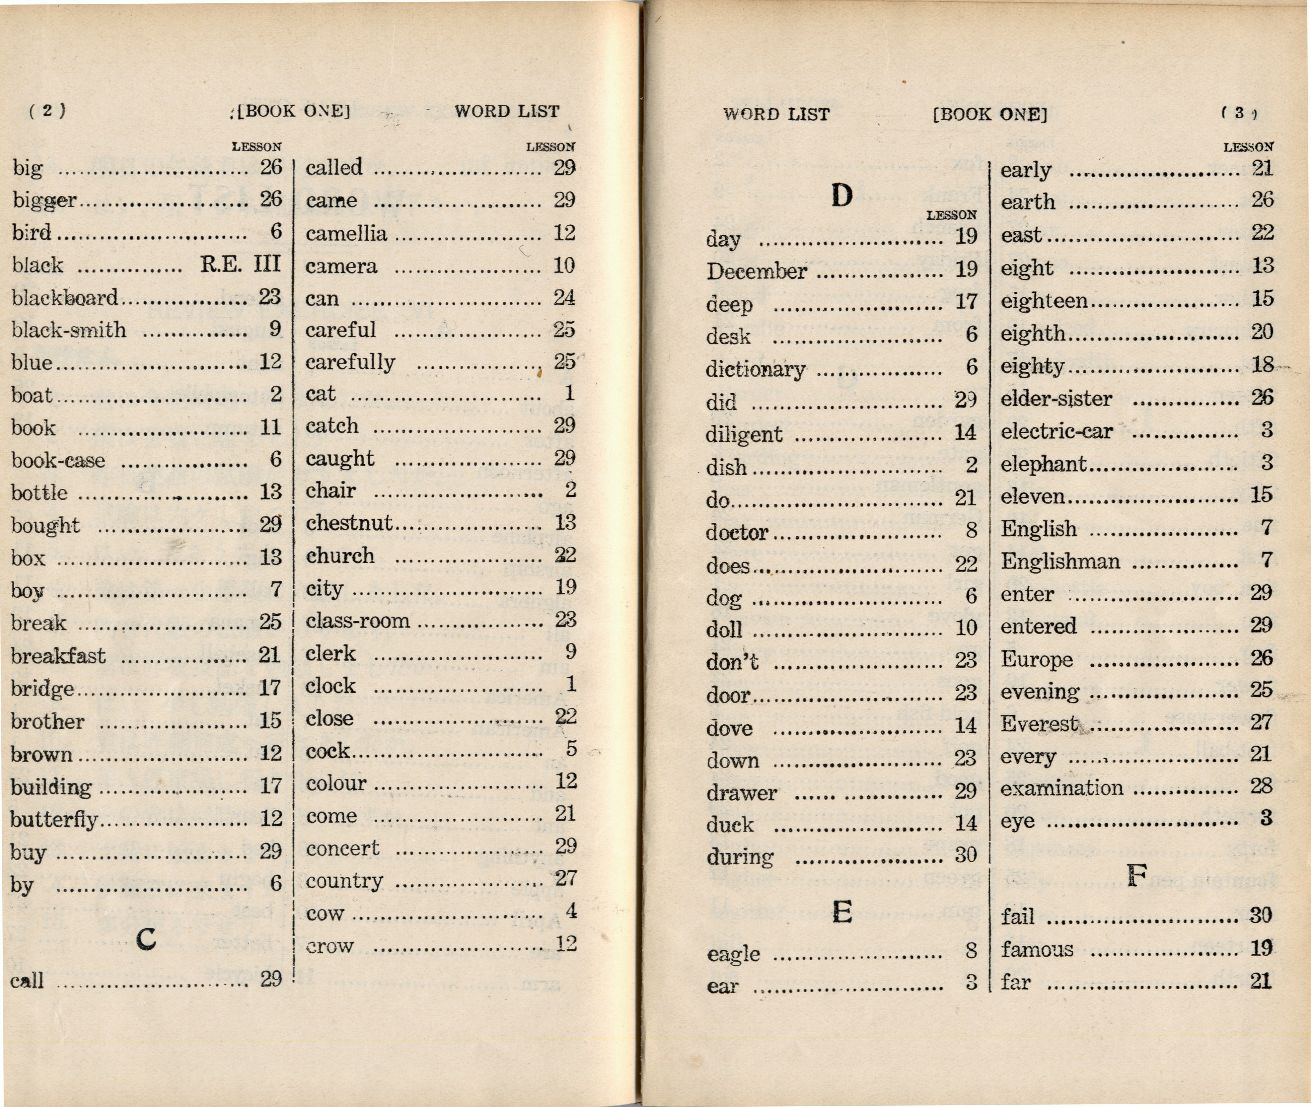 ( 2 ) [BOOK ONE] WORD LIST
LESSON
big .......................... 26
bigger....................... 26
bird.......................... 6
black .............. R.E. III
blackboard................. 23
black-smith .............. 9
blue.......................... 12
boat.......................... 2
book ....................... 11
book-case ................. 6
bottle ....................... 13
bought .................... 29
box .......................... 13
boy .......................... 7
break ....................... 25
breakfast ................. 21
bridge....................... 17
brother .................... 15
brown....................... 12
building.................... 17
butterfly.................... 12
buy .......................... 29
by .......................... 6
C
call .......................... 29
LESSON
called ....................... 29
came ....................... 29
camellia .................... 12
camera .................... 10
can .......................... 24
careful .................... 25
carefully ................. 25
cat .......................... 1
catch ....................... 29
caught .................... 29
chair ....................... 2
chestnut.................... 13
church .................... 22
city .......................... 19
class-room ................. 23
clerk ....................... 9
clock ....................... 1
close ....................... 22
cock.......................... 5
colour ....................... 12
come ....................... 21
concert .................... 29
country .................... 27
cow .......................... 4
crow ....................... 12
WORD LIST [BOOK ONE] ( 3 )
D
LESSON
day .......................... 19
December ................. 19
deep ....................... 17
desk ....................... 6
dictionary ................. 6
did .......................... 29
diligent .................... 14
dish .......................... 2
do............................. 21
doctor....................... 8
does.......................... 22
dog .......................... 6
doll .......................... 10
don't ....................... 23
door.......................... 23
dove ....................... 14
down ....................... 23
drawer .................... 29
duck ....................... 14
during .................... 30
E
eagle ....................... 8
ear .......................... 3
LESSON
early ....................... 21
earth ....................... 26
east.......................... 22
eight ....................... 13
eighteen.................... 15
eighth....................... 20
eighty....................... 18
elder-sister .............. 26
electric-car .............. 3
elephant.................... 3
eleven....................... 15
English .................... 7
Englishman .............. 7
enter ....................... 29
entered .................... 29
Europe .................... 26
evening .................... 25
Everest .................... 27
every ....................... 21
examination .............. 28
eye .......................... 3
F
fail .......................... 30
famous .................... 19
far .......................... 21